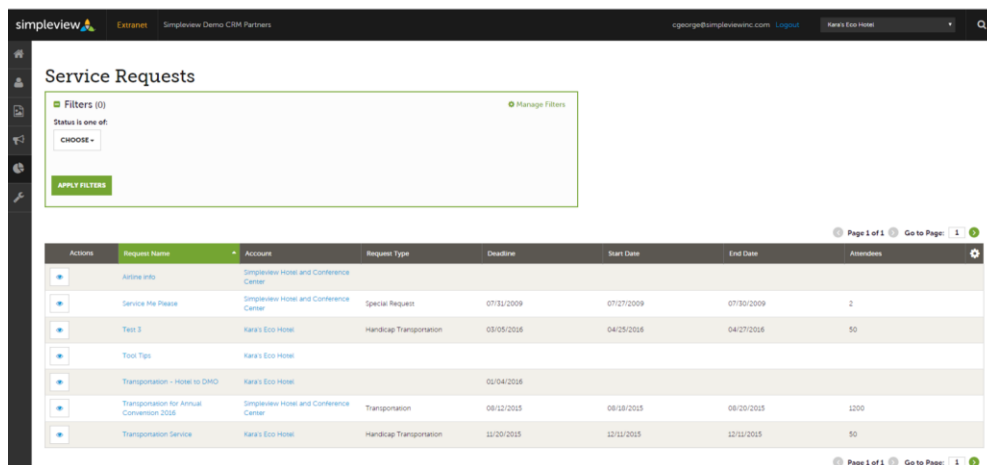 simpleview Extranet Simpleview Demo CRM Partners cgeorge@simpleviewinc.com Logout Kara's Eco Hotel
Service Requests
Filters (0) Manage Filters
Status is one of:
CHOOSE
APPLY FILTERS
Page 1 of 1 Go to Page: 1
Actions Request Name Account Request Type Deadline Start Date End Date Attendees
Airline info Simpleview Hotel and Conference
Center
Service Me Please Simpleview Hotel and Conference
Center Special Request 07/31/2009 07/27/2009 07/30/2009 2
Test 3 Kara's Eco Hotel Handicap Transportation 03/05/2016 04/25/2016 04/27/2016 50
Tool Tips Kara's Eco Hotel
Transportation - Hotel to DMO Kara's Eco Hotel 01/04/2016
Transportation for Annual Simpleview Hotel and Conference
Convention 2016 Center Transportation 08/12/2015 08/18/2015 08/20/2015 1200
Transportation Service Kara's Eco Hotel Handicap Transportation 11/20/2015 12/11/2015 12/11/2015 50
Page 1 of 1 Go to Page: 1